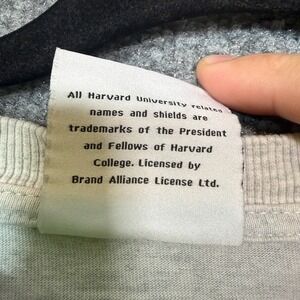 All Harvard University related
names and shields are
trademarks of the President
and Fellows of Harvard
College. Licensed by
Brand Alliance License Ltd.